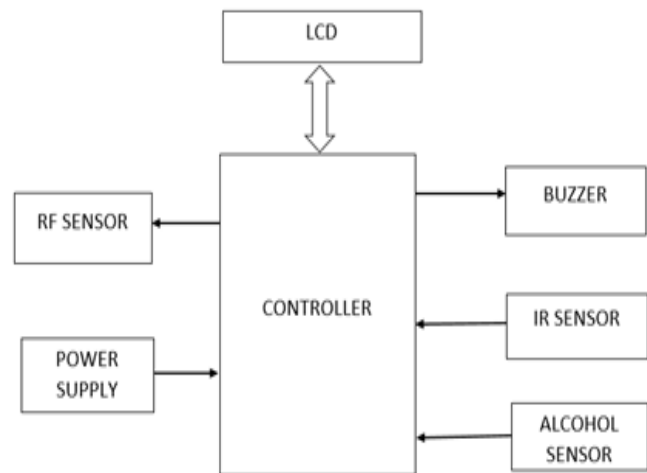 LCD
RF SENSOR
BUZZER
CONTROLLER
IR SENSOR
POWER
SUPPLY
ALCOHOL
SENSOR